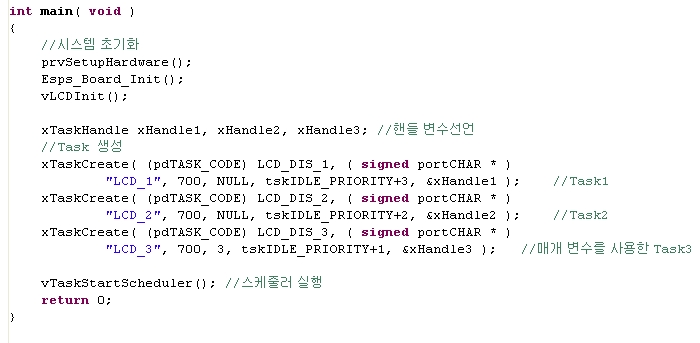 int main( void )
{
    //시스템 초기화
    prvSetupHardware();
    Esps_Board_Init();
    vLCDInit();

    xTaskHandle xHandle1, xHandle2, xHandle3; //핸들 변수선언
    //Task 생성
    xTaskCreate( (pdTASK_CODE) LCD_DIS_1, ( signed portCHAR * )
            "LCD_1", 700, NULL, tskIDLE_PRIORITY+3, &xHandle1 );    //Task1
    xTaskCreate( (pdTASK_CODE) LCD_DIS_2, ( signed portCHAR * )
            "LCD_2", 700, NULL, tskIDLE_PRIORITY+2, &xHandle2 );    //Task2
    xTaskCreate( (pdTASK_CODE) LCD_DIS_3, ( signed portCHAR * )
            "LCD_3", 700, 3, tskIDLE_PRIORITY+1, &xHandle3 );   //매개 변수를 사용한 Task3

    vTaskStartScheduler(); //스케줄러 실행
    return 0;
}